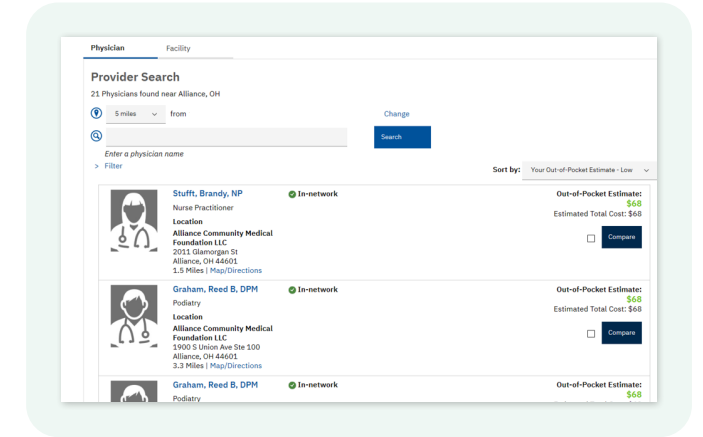 Physician Facility
Provider Search
21 Physicians found near Alliance, OH
5 miles from Change
Search
Enter a physician name
> Filter
Sort by: Your Out-of-Pocket Estimate - Low
Stufft, Brandy, NP In-network Out-of-Pocket Estimate:
$68
Nurse Practitioner Estimated Total Cost: $68
Location
Alliance Community Medical
Foundation LLC Compare
2011 Glamorgan St
Alliance, OH 44601
1.5 Miles | Map/Directions
Graham, Reed B, DPM In-network Out-of-Pocket Estimate:
$68
Podiatry Estimated Total Cost: $68
Location
Alliance Community Medical
Foundation LLC Compare
1900 S Union Ave Ste 100
Alliance, OH 44601
3.3 Miles | Map/Directions
Graham, Reed B, DPM In-network Out-of-Pocket Estimate:
$68
Podiatry